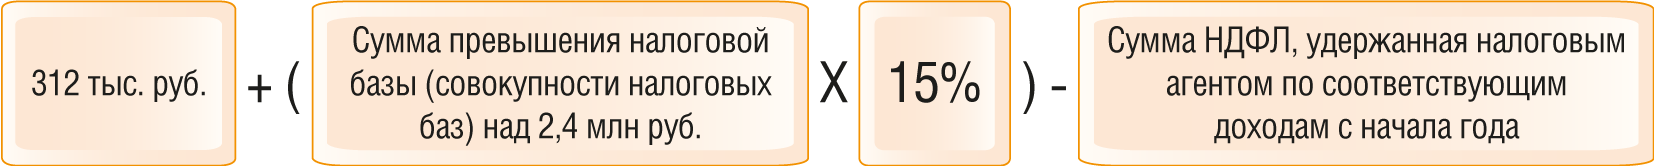 312 тыс. руб.
+ (
Сумма превышения налоговой
базы (совокупности налоговых
баз) над 2,4 млн руб.
X
15%
) -
Сумма НДФЛ, удержанная налоговым
агентом по соответствующим
доходам с начала года